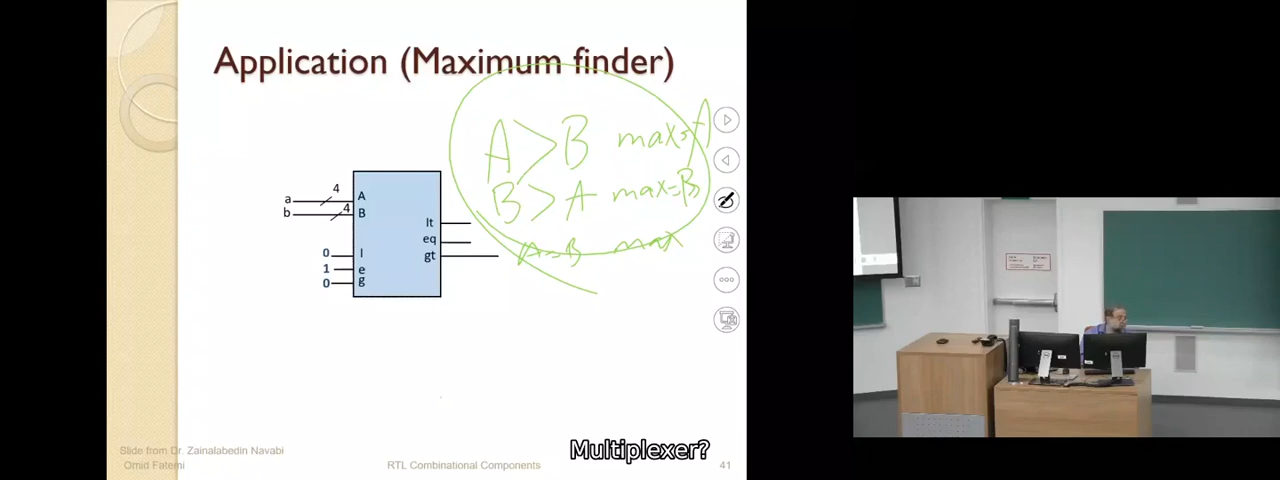 Application (Maximum finder)
A > B max=A
B > A max=B
A=B max
a 4 A
b 4 B
lt
eq
gt
0 l
1 e
0 g
Multiplexer?
Slide from Dr. Zainalabedin Navabi
Omid Fatemi
RTL Combinational Components
41